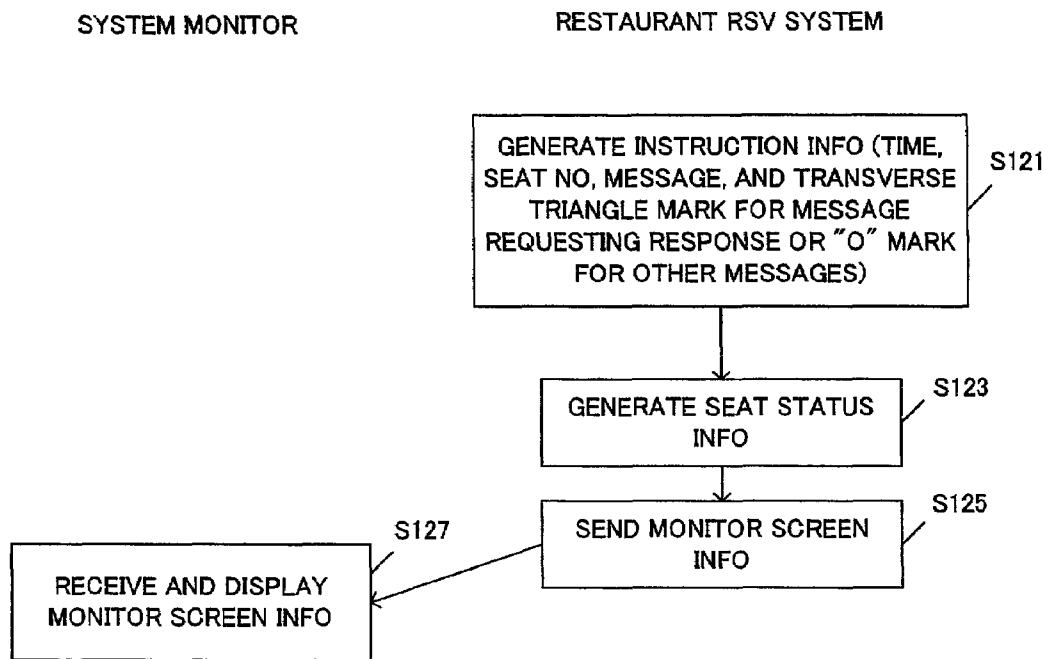 SYSTEM MONITOR
RESTAURANT RSV SYSTEM
GENERATE INSTRUCTION INFO (TIME,
SEAT NO, MESSAGE, AND TRANSVERSE
TRIANGLE MARK FOR MESSAGE
REQUESTING RESPONSE OR "O" MARK
FOR OTHER MESSAGES)
S121
GENERATE SEAT STATUS
INFO
S123
SEND MONITOR SCREEN
INFO
S125
RECEIVE AND DISPLAY
MONITOR SCREEN INFO
S127